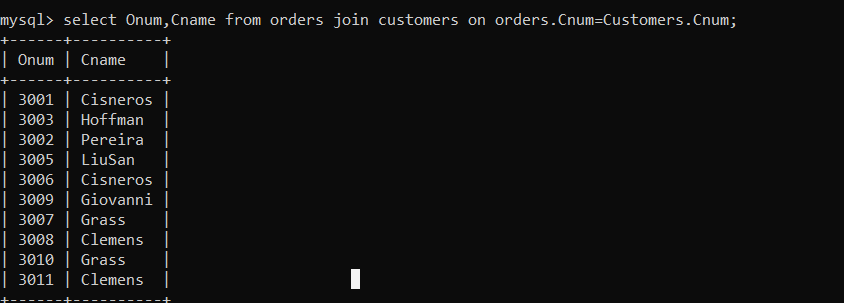 mysql> select Onum,Cname from orders join customers on orders.Cnum=Customers.Cnum;
+------+----------+
| Onum | Cname    |
+------+----------+
| 3001 | Cisneros |
| 3003 | Hoffman  |
| 3002 | Pereira  |
| 3005 | LiuSan   |
| 3006 | Cisneros |
| 3009 | Giovanni |
| 3007 | Grass    |
| 3008 | Clemens  |
| 3010 | Grass    |
| 3011 | Clemens  |
+------+----------+